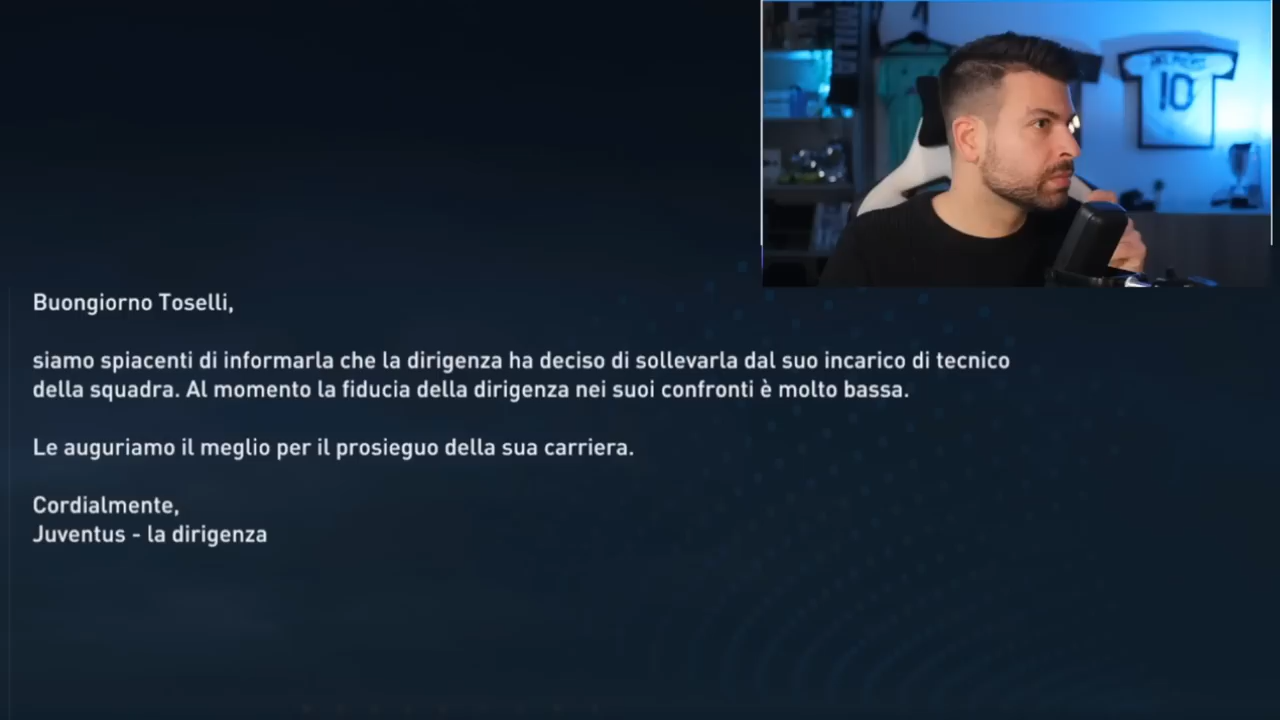 10
Buongiorno Toselli,
siamo spiacenti di informarla che la dirigenza ha deciso di sollevarla dal suo incarico di tecnico
della squadra. Al momento la fiducia della dirigenza nei suoi confronti è molto bassa.
Le auguriamo il meglio per il prosieguo della sua carriera.
Cordialmente,
Juventus - la dirigenza